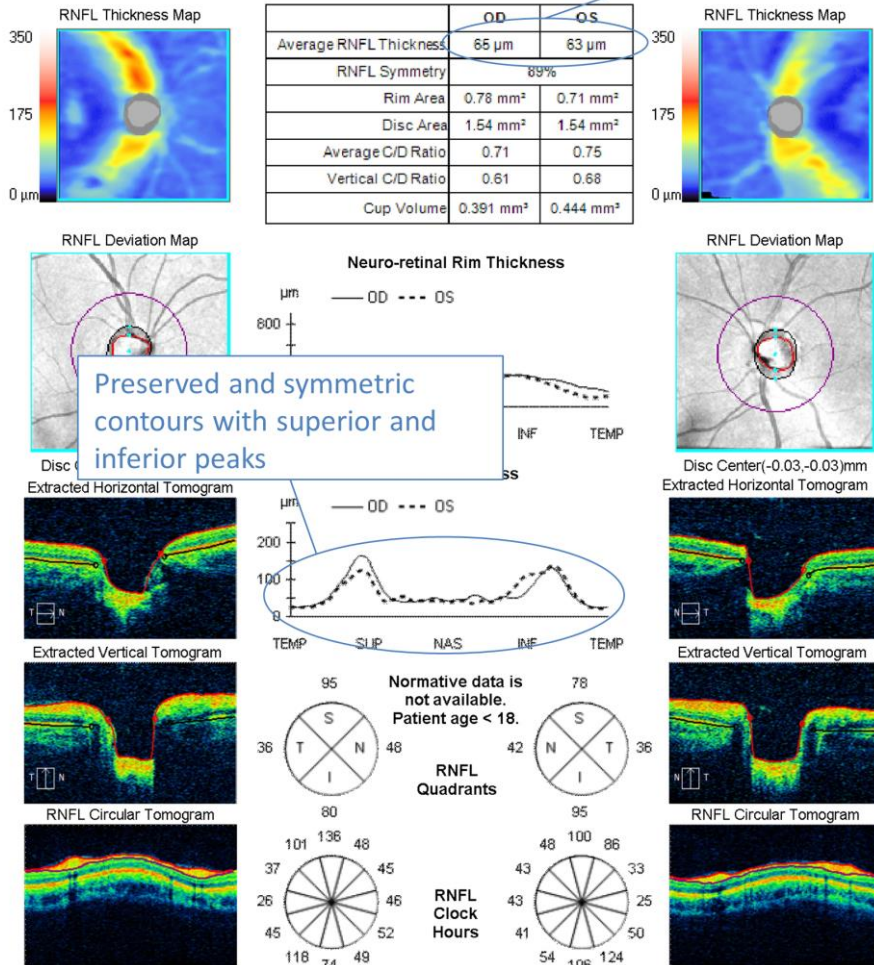 RNFL Thickness Map
350
175
0 µm
OD OS
Average RNFL Thickness 65 µm 63 µm
RNFL Symmetry 89%
Rim Area 0.78 mm² 0.71 mm²
Disc Area 1.54 mm² 1.54 mm²
Average C/D Ratio 0.71 0.75
Vertical C/D Ratio 0.61 0.68
Cup Volume 0.391 mm³ 0.444 mm³
RNFL Thickness Map
350
175
0 µm
RNFL Deviation Map
Neuro-retinal Rim Thickness
µm
OD OS
800
INF TEMP
RNFL Deviation Map
Preserved and symmetric
contours with superior and
inferior peaks
Disc
Disc Center(-0.03,-0.03)mm
Extracted Horizontal Tomogram
T N
µm
OD OS
200
100
0
TEMP SUP NAS INF TEMP
Extracted Horizontal Tomogram
N T
Extracted Vertical Tomogram
T N
95
S
36 T N 48
I
80
Normative data is
not available.
Patient age < 18.
RNFL
Quadrants
78
S
42 N T 36
I
95
Extracted Vertical Tomogram
N T
RNFL Circular Tomogram
136
101 48
37 45
26 46
45 52
118 49
74
RNFL
Clock
Hours
100
48 86
43 33
43 25
41 50
54 124
106
RNFL Circular Tomogram